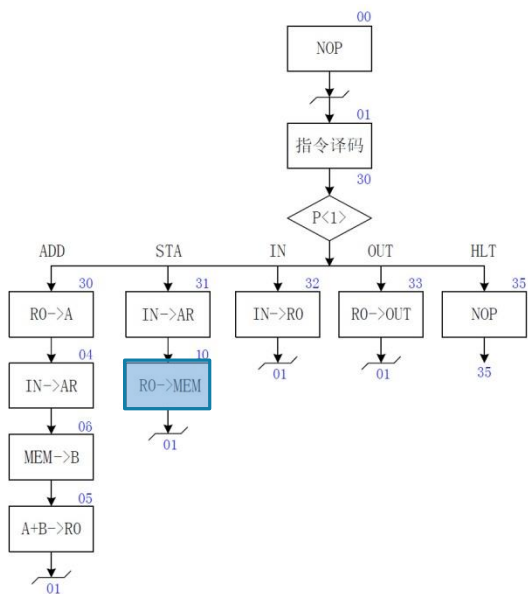 00
NOP
01
指令译码
30
P<1>
ADD STA IN OUT HLT
30 31 32 33 35
R0->A IN->AR IN->R0 R0->OUT NOP
04 10 01 01 35
IN->AR R0->MEM
06 01
MEM->B
05
A+B->R0
01